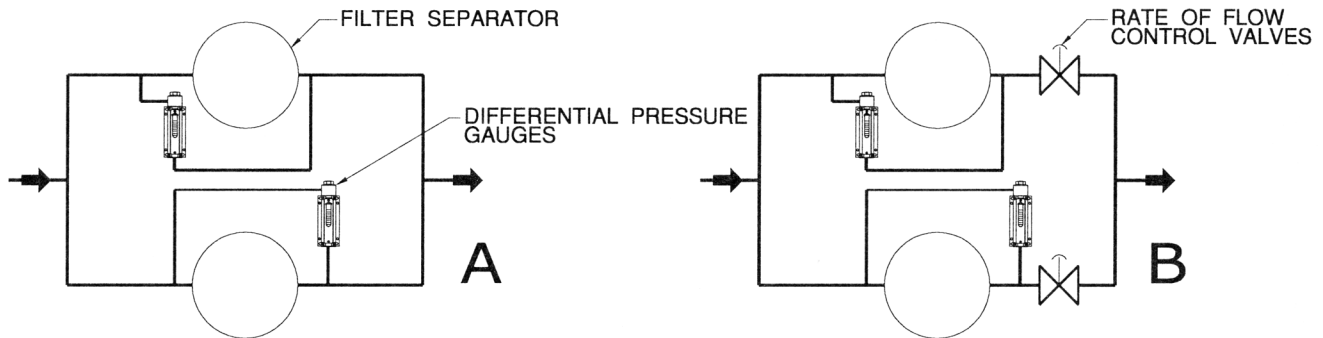 FILTER SEPARATOR
DIFFERENTIAL PRESSURE
GAUGES
A
RATE OF FLOW
CONTROL VALVES
B